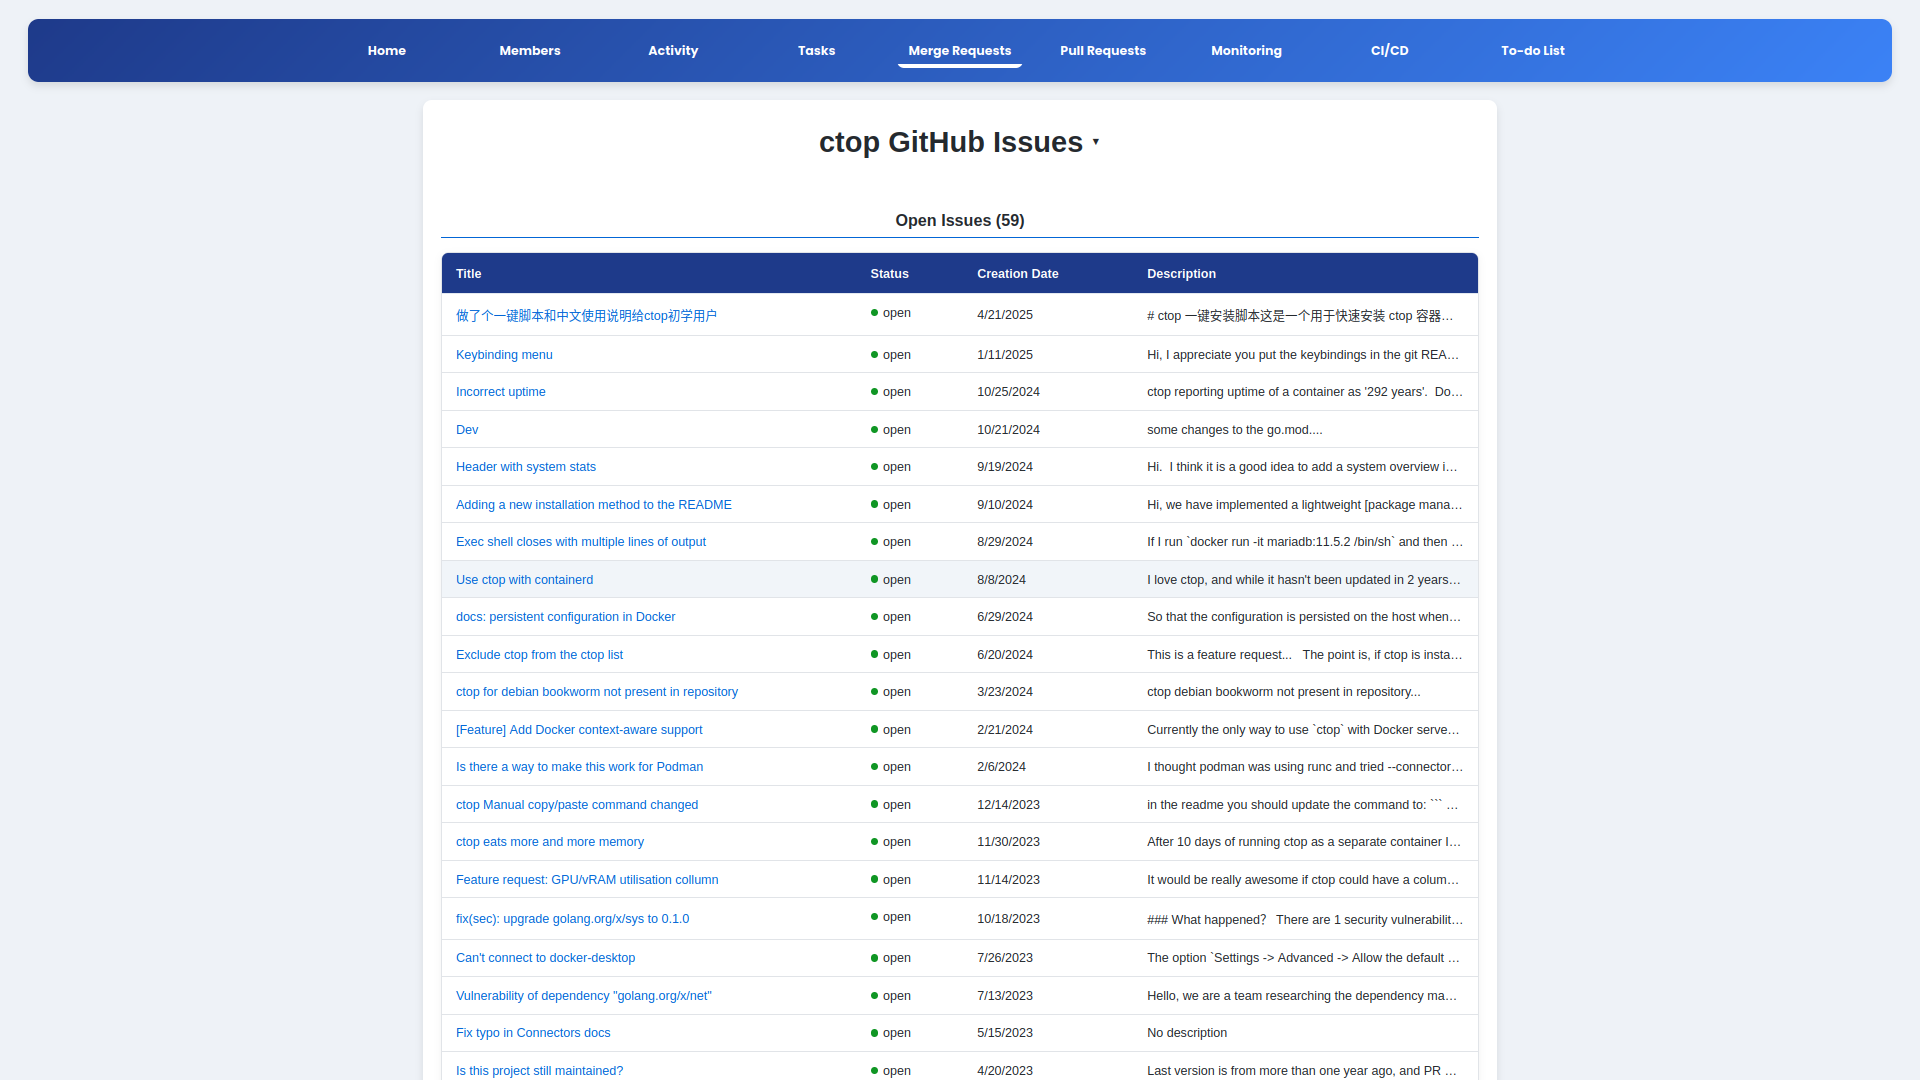 Home Members Activity Tasks Merge Requests Pull Requests Monitoring CI/CD To-do List
ctop GitHub Issues ▾
Open Issues (59)
Title Status Creation Date Description
做了个一键脚本和中文使用说明给ctop初学用户 open 4/21/2025 # ctop 一键安装脚本这是一个用于快速安装 ctop 容器…
Keybinding menu open 1/11/2025 Hi, I appreciate you put the keybindings in the git REA…
Incorrect uptime open 10/25/2024 ctop reporting uptime of a container as '292 years'. Do…
Dev open 10/21/2024 some changes to the go.mod....
Header with system stats open 9/19/2024 Hi. I think it is a good idea to add a system overview i…
Adding a new installation method to the README open 9/10/2024 Hi, we have implemented a lightweight [package mana…
Exec shell closes with multiple lines of output open 8/29/2024 If I run `docker run -it mariadb:11.5.2 /bin/sh` and then …
Use ctop with containerd open 8/8/2024 I love ctop, and while it hasn't been updated in 2 years…
docs: persistent configuration in Docker open 6/29/2024 So that the configuration is persisted on the host when…
Exclude ctop from the ctop list open 6/20/2024 This is a feature request... The point is, if ctop is insta…
ctop for debian bookworm not present in repository open 3/23/2024 ctop debian bookworm not present in repository...
[Feature] Add Docker context-aware support open 2/21/2024 Currently the only way to use `ctop` with Docker serve…
Is there a way to make this work for Podman open 2/6/2024 I thought podman was using runc and tried --connector…
ctop Manual copy/paste command changed open 12/14/2023 in the readme you should update the command to: ``` …
ctop eats more and more memory open 11/30/2023 After 10 days of running ctop as a separate container I…
Feature request: GPU/vRAM utilisation collumn open 11/14/2023 It would be really awesome if ctop could have a colum…
fix(sec): upgrade golang.org/x/sys to 0.1.0 open 10/18/2023 ### What happened？ There are 1 security vulnerabilit…
Can't connect to docker-desktop open 7/26/2023 The option `Settings -> Advanced -> Allow the default …
Vulnerability of dependency "golang.org/x/net" open 7/13/2023 Hello, we are a team researching the dependency ma…
Fix typo in Connectors docs open 5/15/2023 No description
Is this project still maintained? open 4/20/2023 Last version is from more than one year ago, and PR …